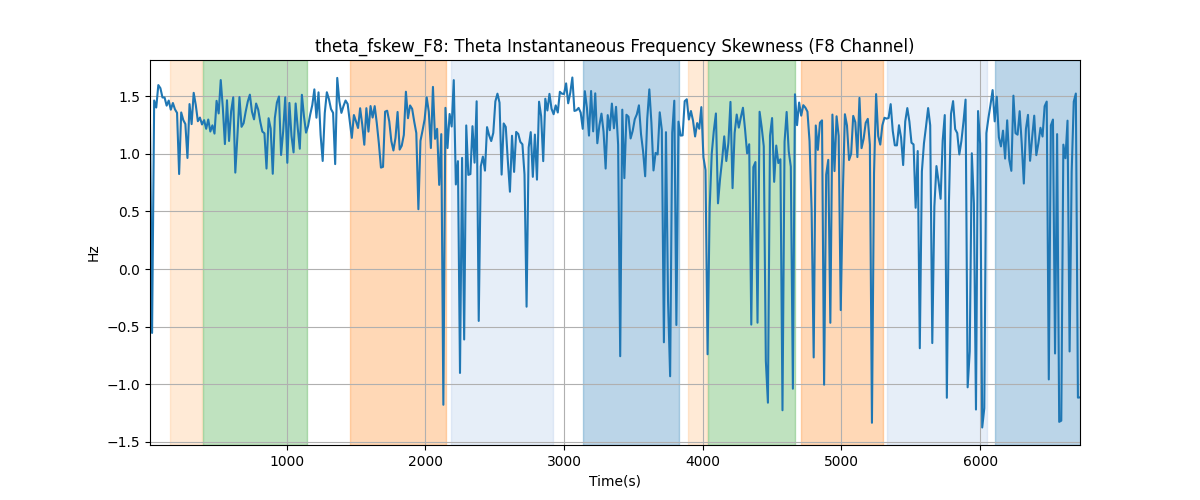 theta_fskew_F8: Theta Instantaneous Frequency Skewness (F8 Channel)
1.5
1.0
0.5
0.0
−0.5
−1.0
−1.5
Hz
1000 2000 3000 4000 5000 6000
Time(s)